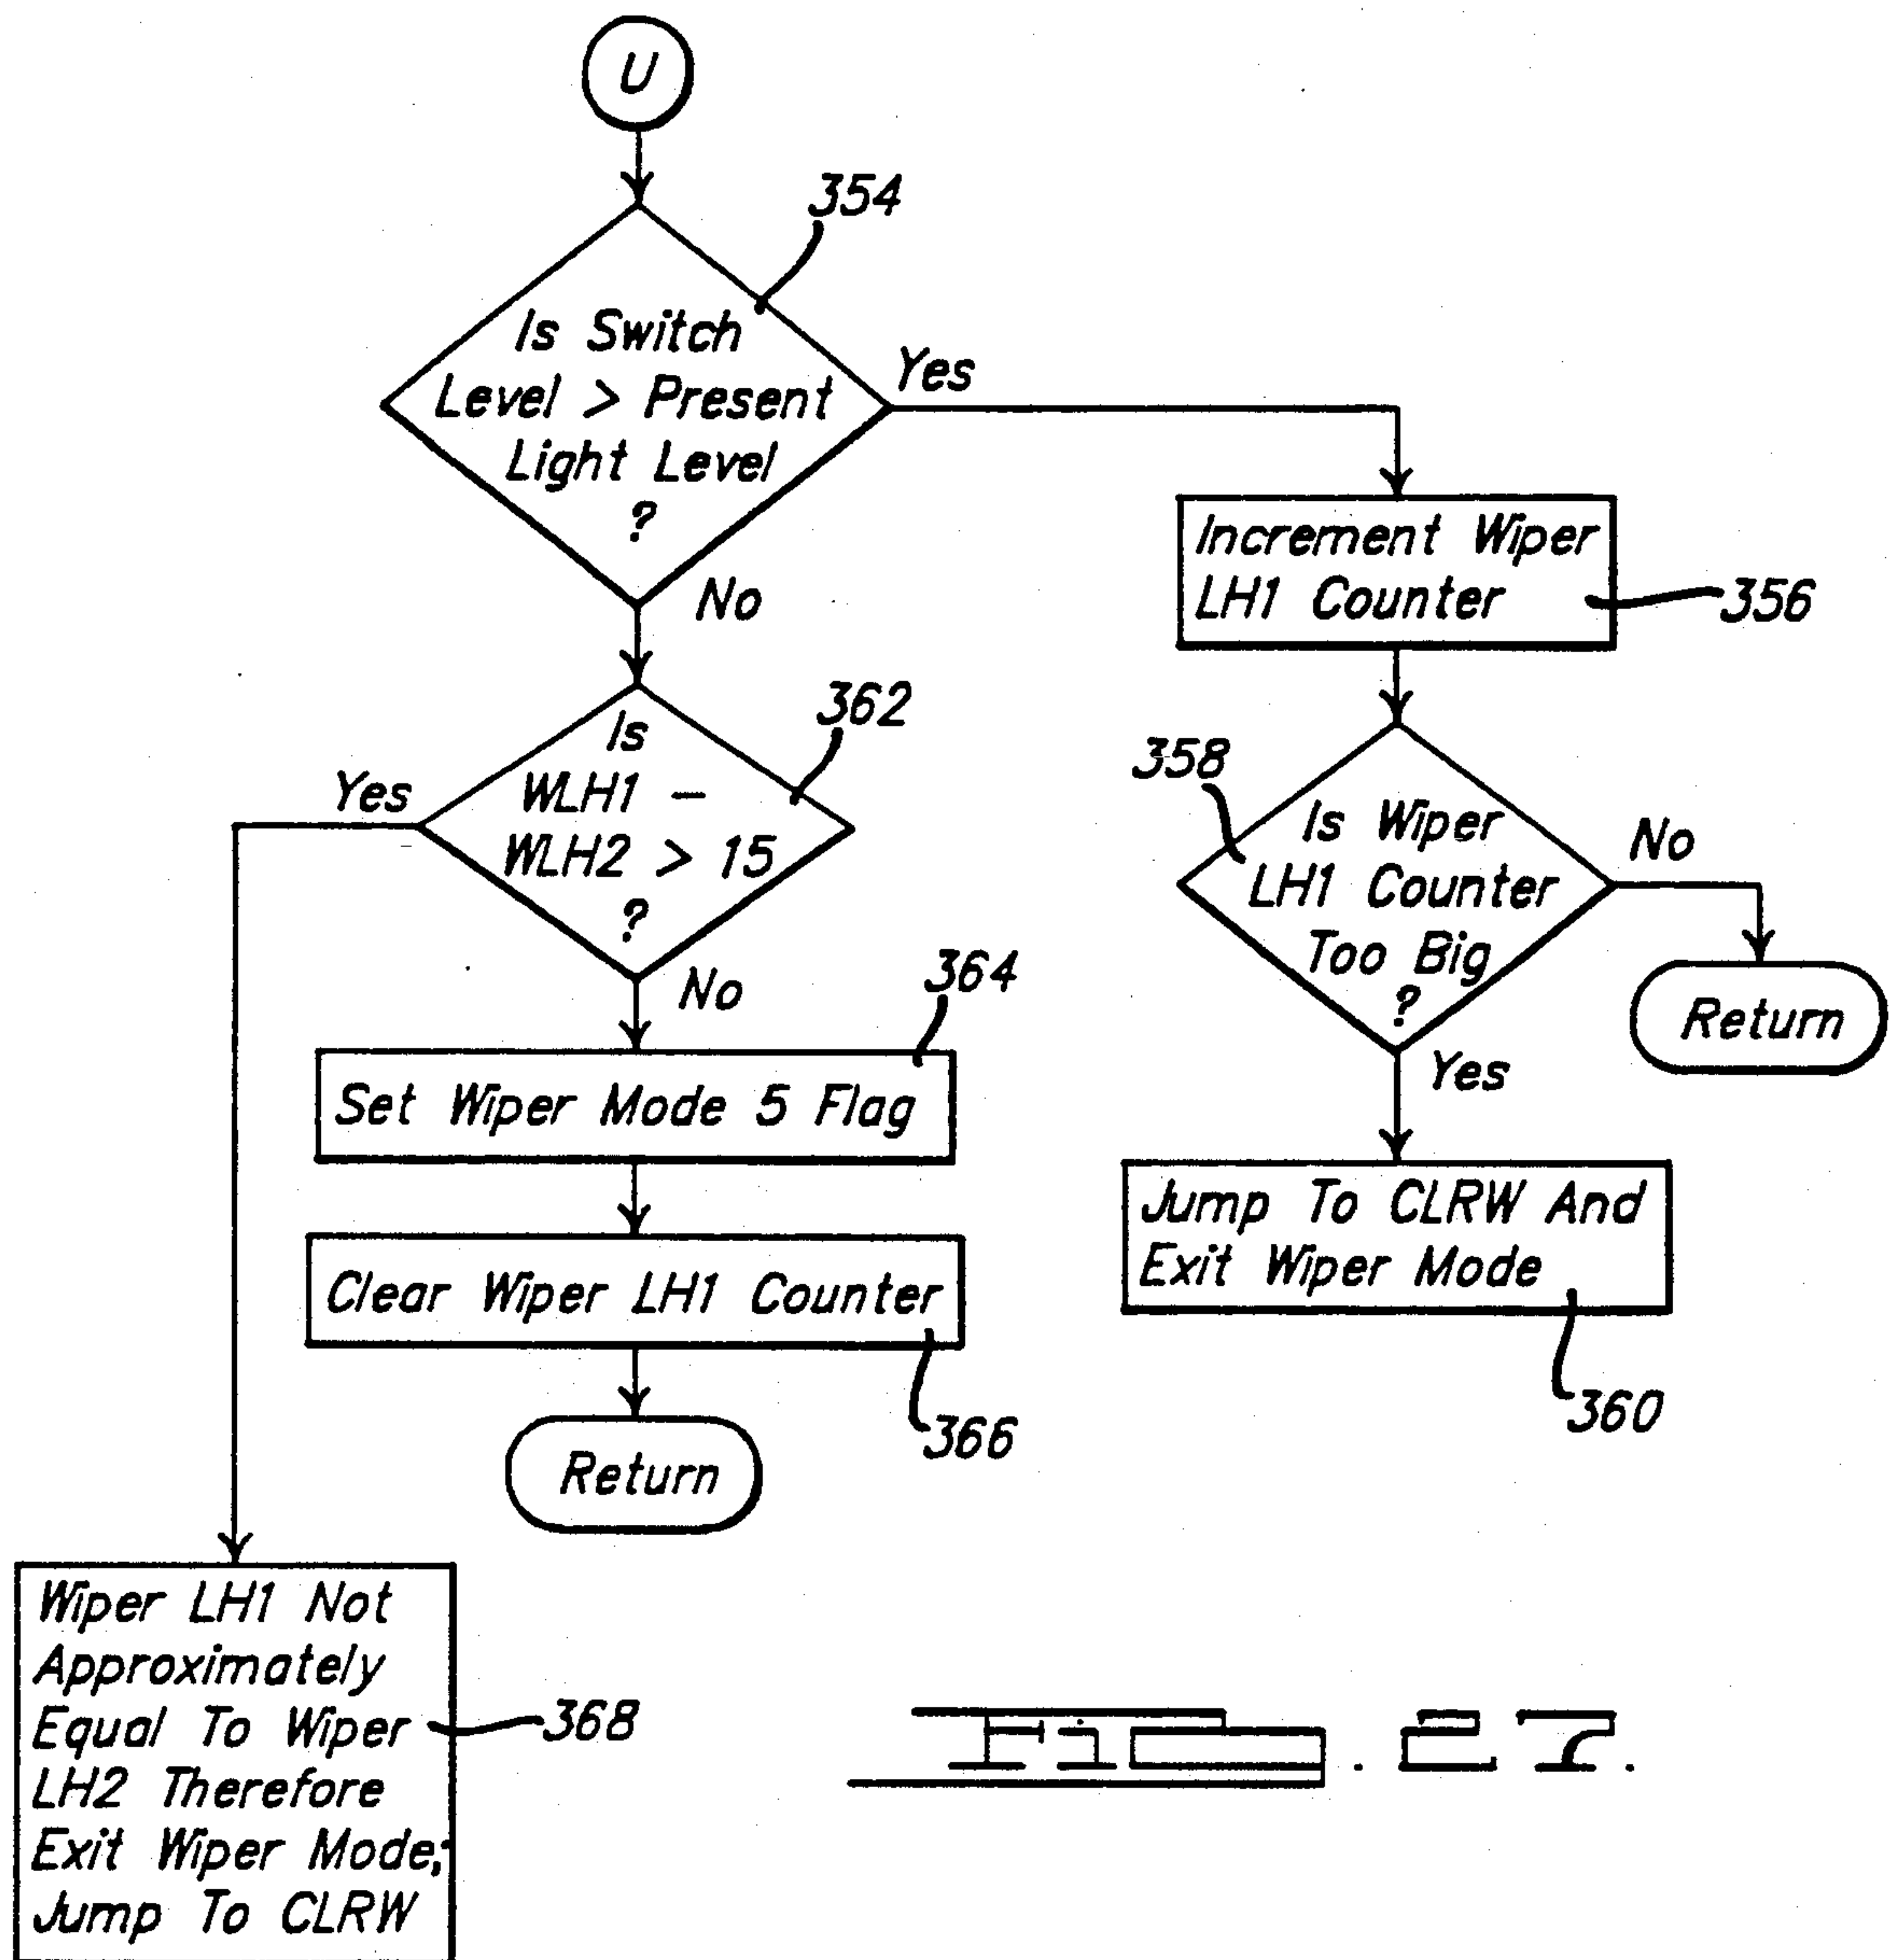 U
354
Is Switch
Level > Present
Light Level
?
Yes
No
Increment Wiper
LH1 Counter
356
358
Is Wiper
LH1 Counter
Too Big
?
No
Return
Yes
Jump To CLRW And
Exit Wiper Mode
360
362
Is
WLH1 -
WLH2 > 15
?
Yes
No
364
Set Wiper Mode 5 Flag
Clear Wiper LH1 Counter
366
Return
Wiper LH1 Not
Approximately
Equal To Wiper
LH2 Therefore
Exit Wiper Mode;
Jump To CLRW
368
FIG. 27.